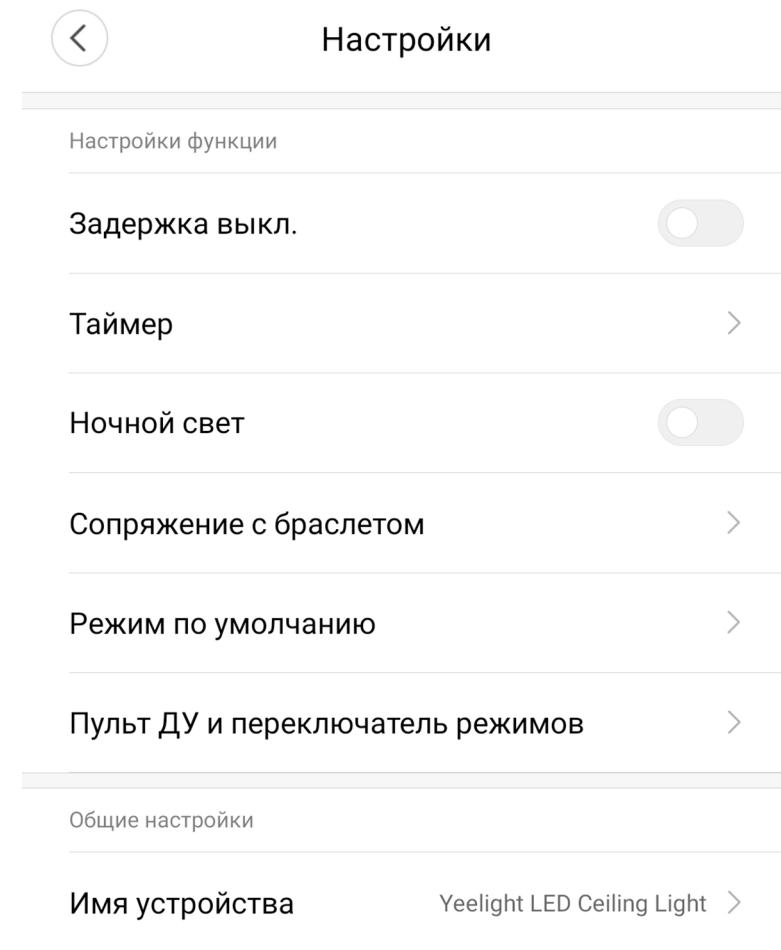 Настройки
Настройки функции
Задержка выкл.
Таймер
Ночной свет
Сопряжение с браслетом
Режим по умолчанию
Пульт ДУ и переключатель режимов
Общие настройки
Имя устройства Yeelight LED Ceiling Light